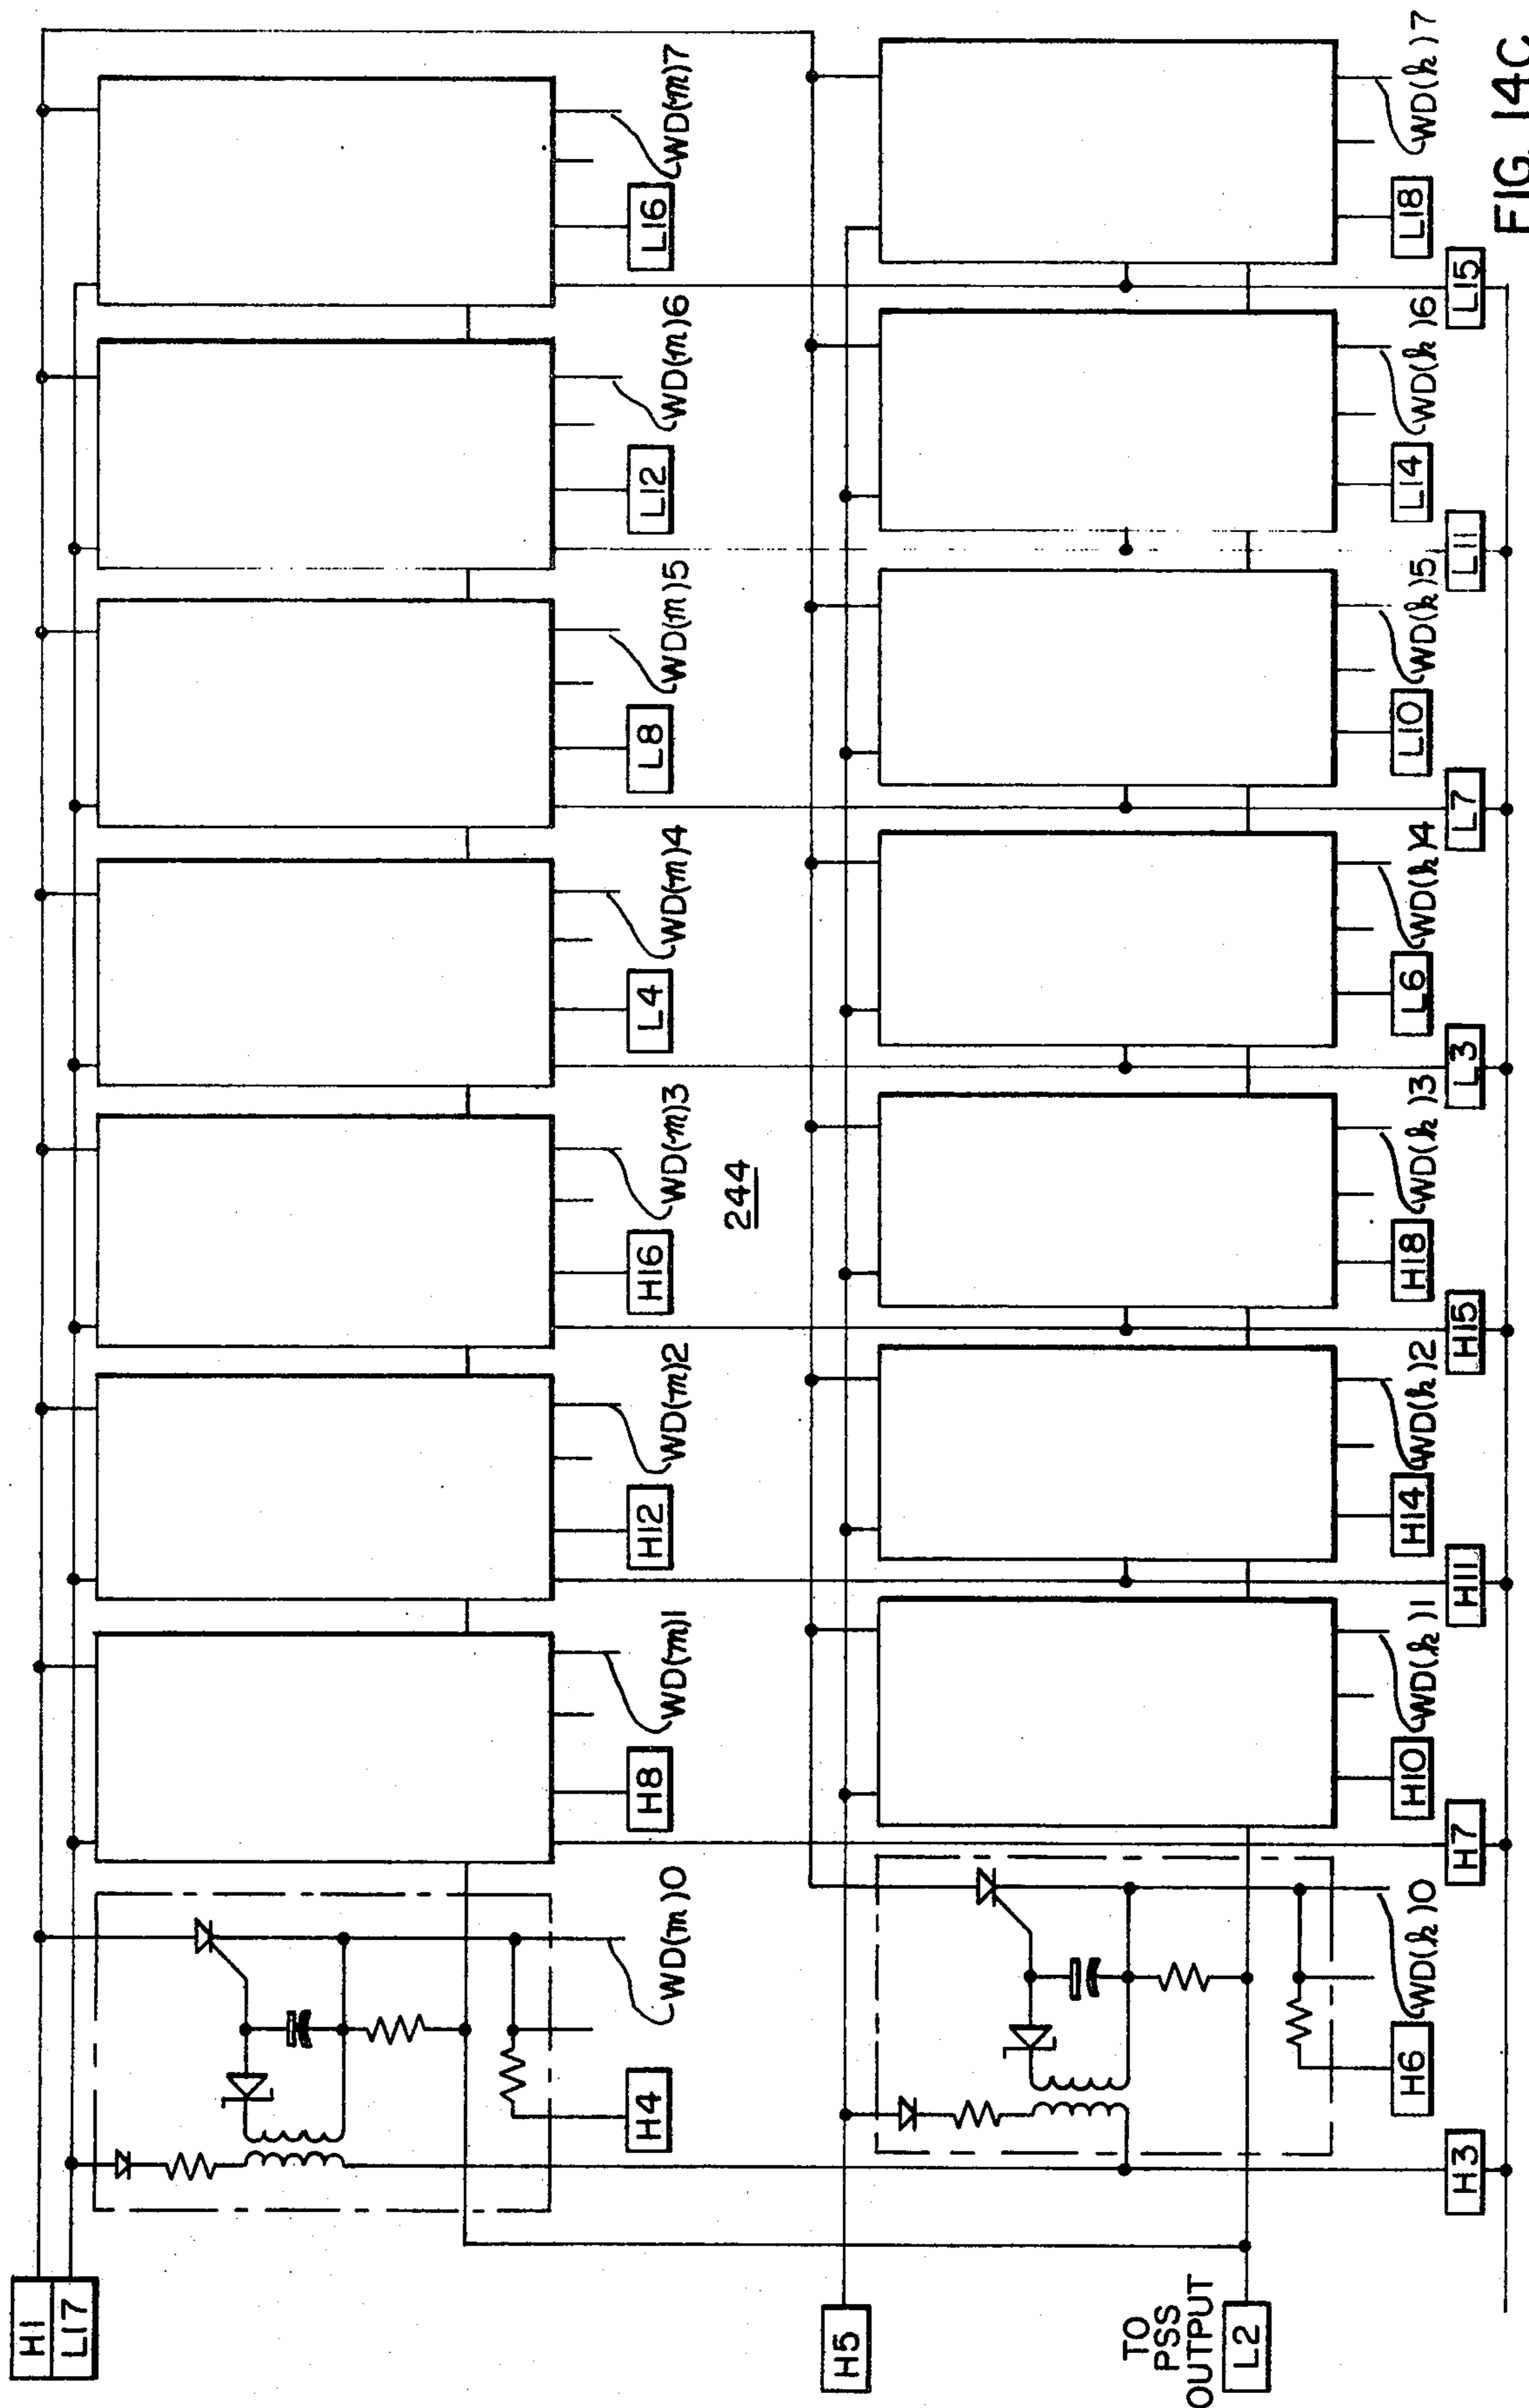 H1
L17
H4
WD(m)0
H8
WD(m)1
H12
WD(m)2
H16
WD(m)3
L4
WD(m)4
L8
WD(m)5
L12
WD(m)6
L16
WD(m)7
244
H5
TO
PSS
OUTPUT
L2
H6
WD(k)0
H10
WD(k)1
H14
WD(k)2
H18
WD(k)3
L6
WD(k)4
L10
WD(k)5
L14
WD(k)6
L18
WD(k)7
H3
H7
H11
H15
L3
L7
L11
L15
FIG. 14C